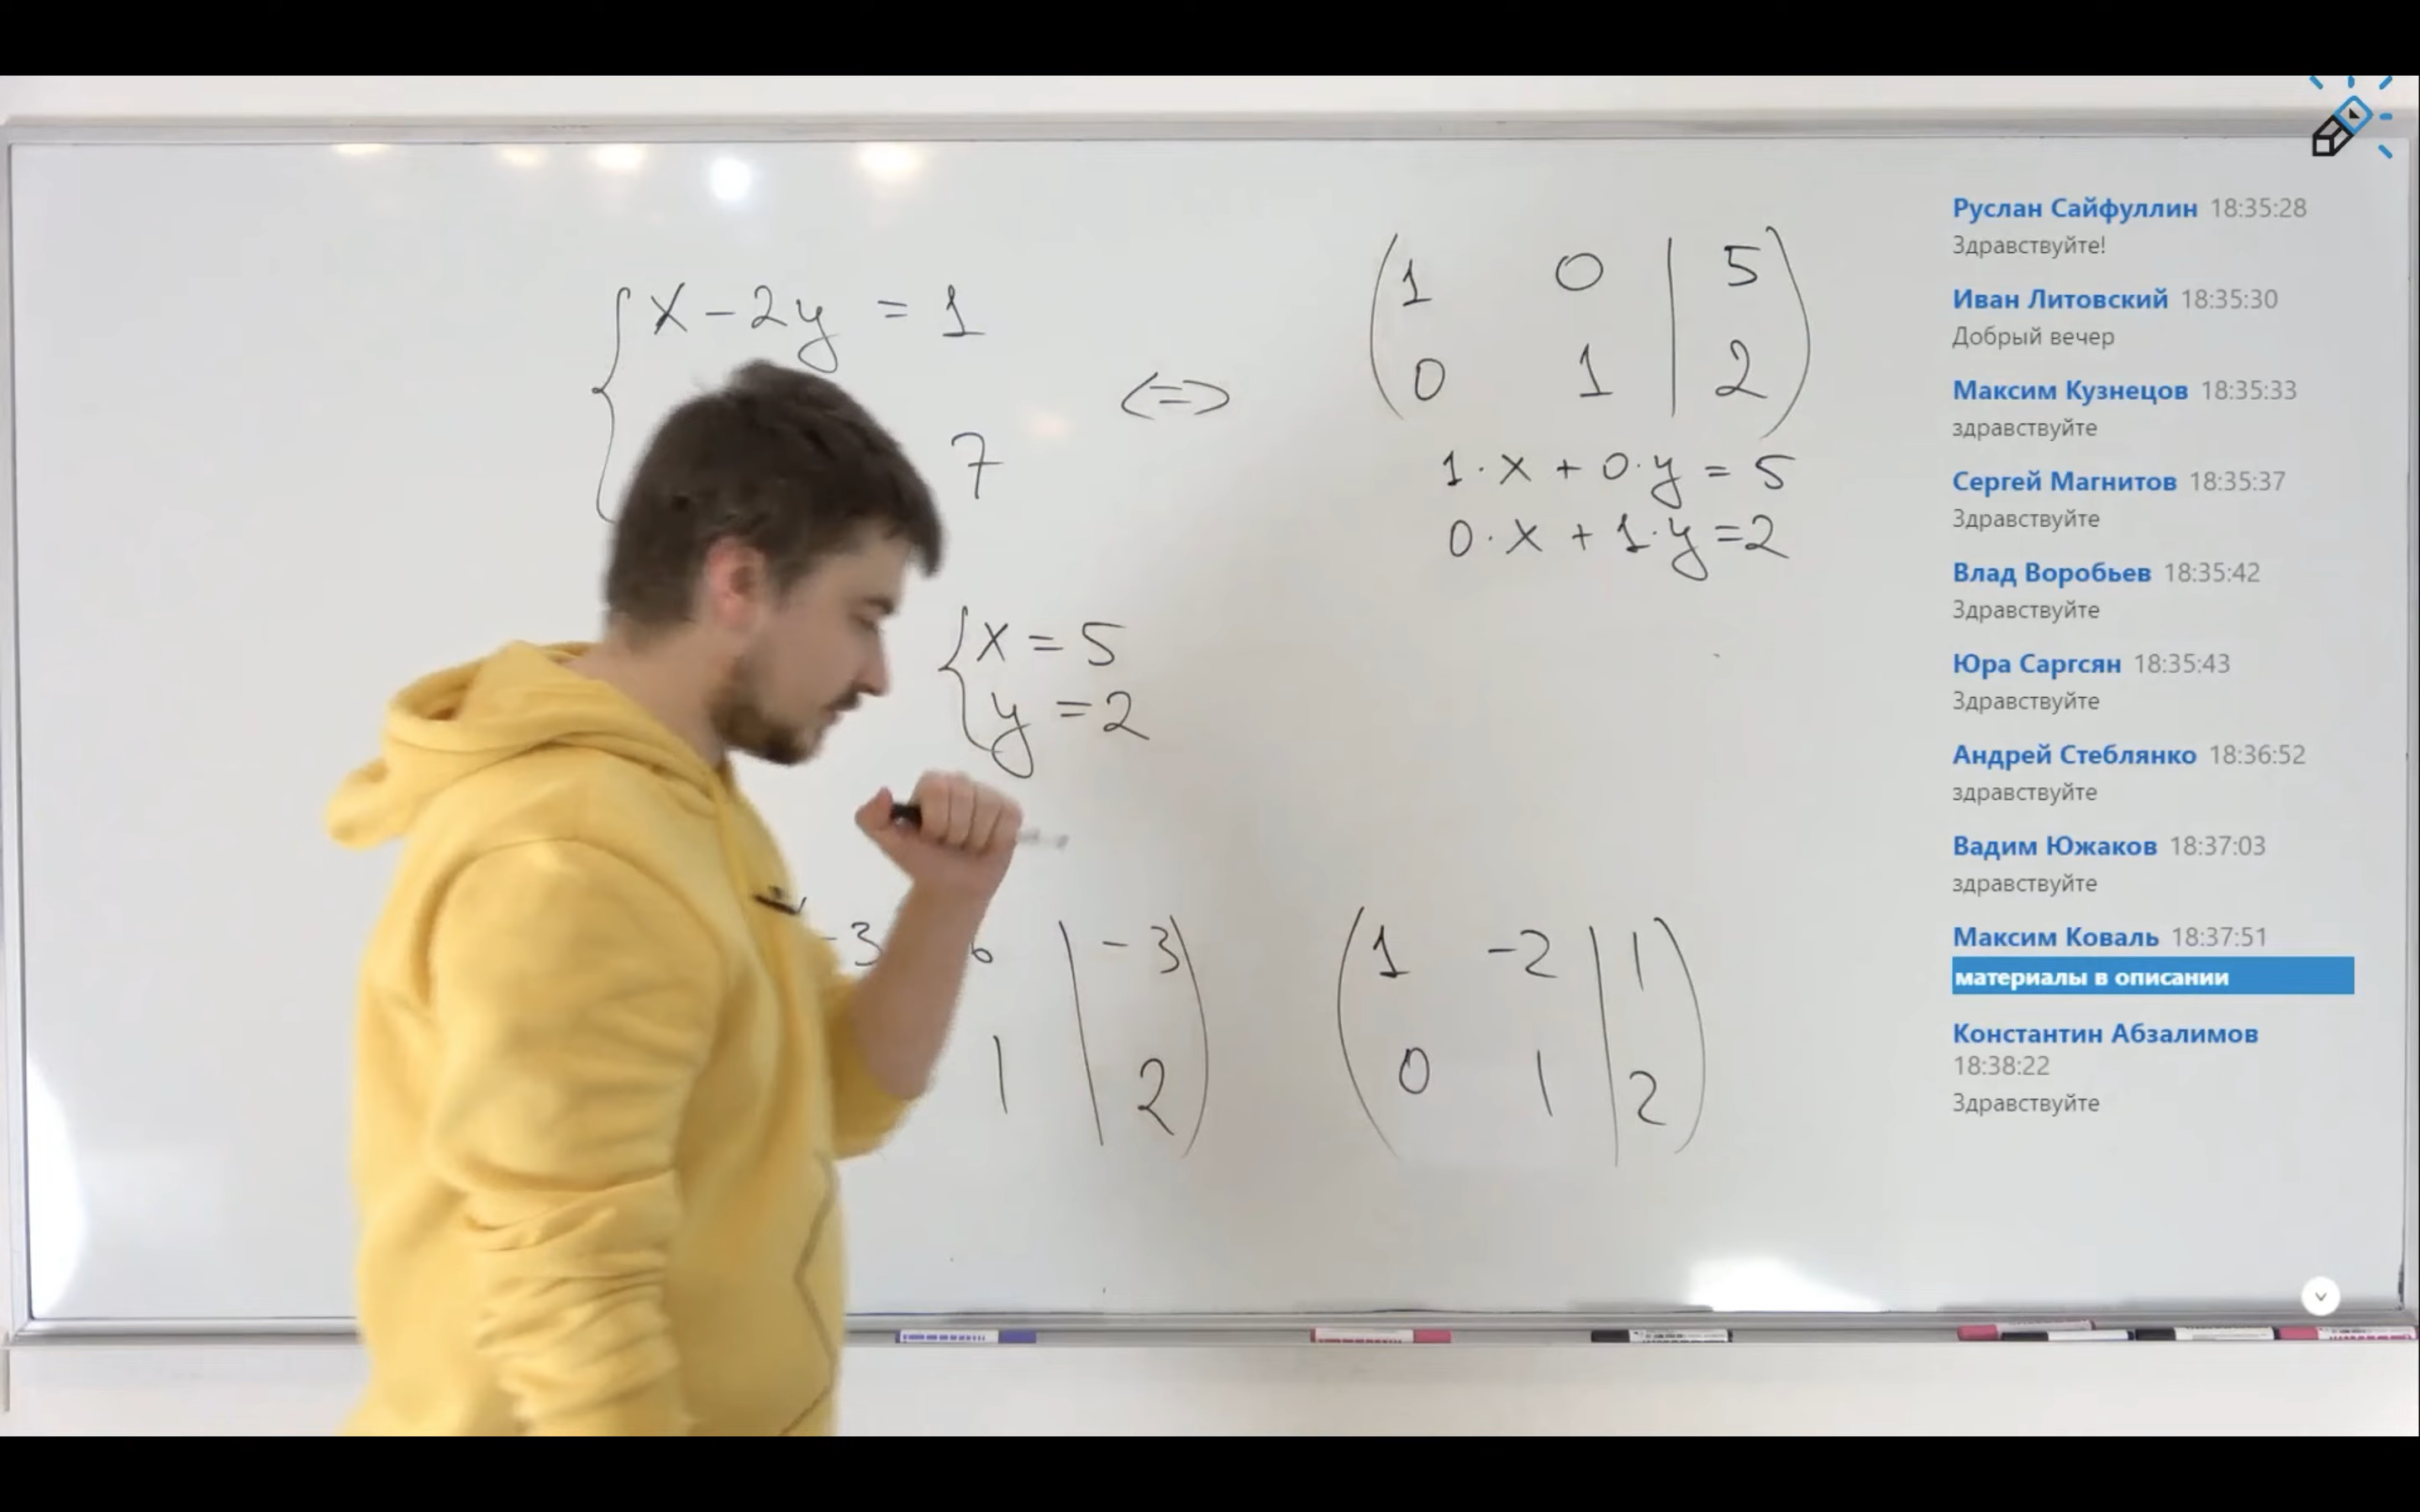 x - 2y = 1
7
<=>
1 0 | 5
0 1 | 2
1 · x + 0 · y = 5
0 · x + 1 · y = 2
x = 5
y = 2
-3 6 | -3
1 | 2
1 -2 | 1
0 1 | 2
Руслан Сайфуллин 18:35:28
Здравствуйте!
Иван Литовский 18:35:30
Добрый вечер
Максим Кузнецов 18:35:33
здравствуйте
Сергей Магнитов 18:35:37
Здравствуйте
Влад Воробьев 18:35:42
Здравствуйте
Юра Саргсян 18:35:43
Здравствуйте
Андрей Стеблянко 18:36:52
здравствуйте
Вадим Южаков 18:37:03
здравствуйте
Максим Коваль 18:37:51
материалы в описании
Константин Абзалимов
18:38:22
Здравствуйте